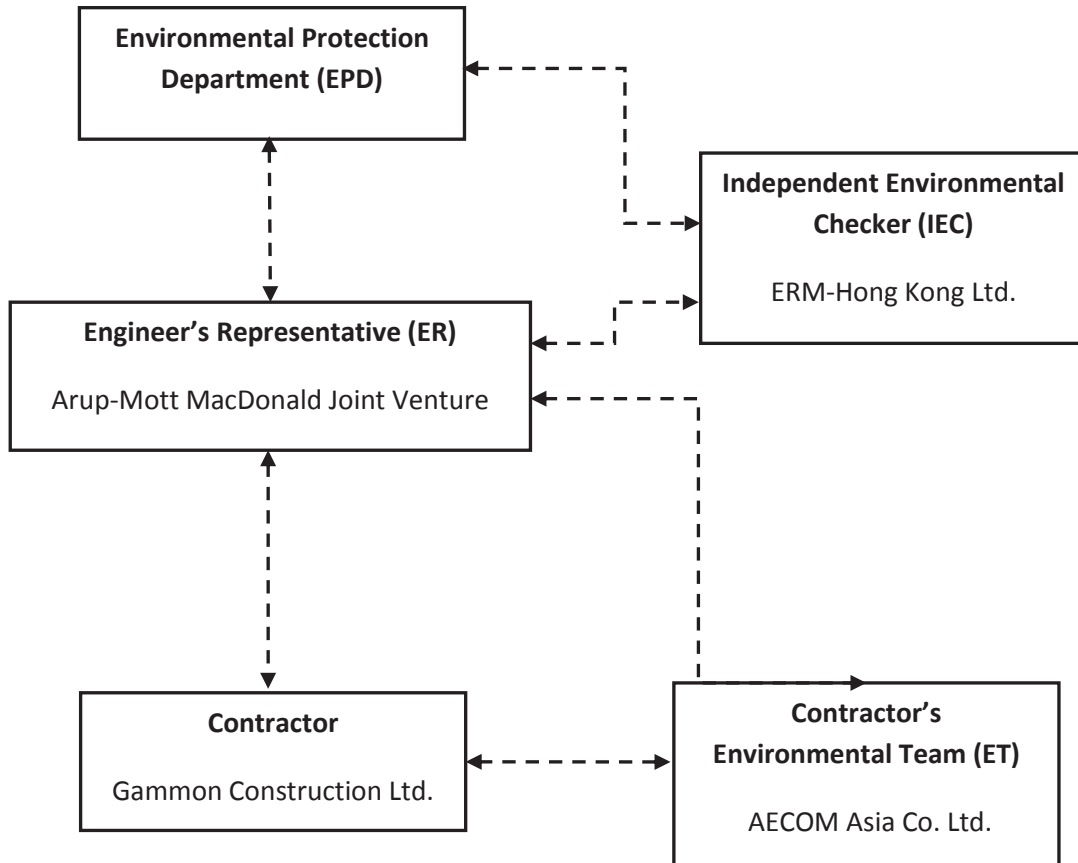 Environmental Protection
Department (EPD)
Independent Environmental
Checker (IEC)
ERM-Hong Kong Ltd.
Engineer’s Representative (ER)
Arup-Mott MacDonald Joint Venture
Contractor
Gammon Construction Ltd.
Contractor’s
Environmental Team (ET)
AECOM Asia Co. Ltd.